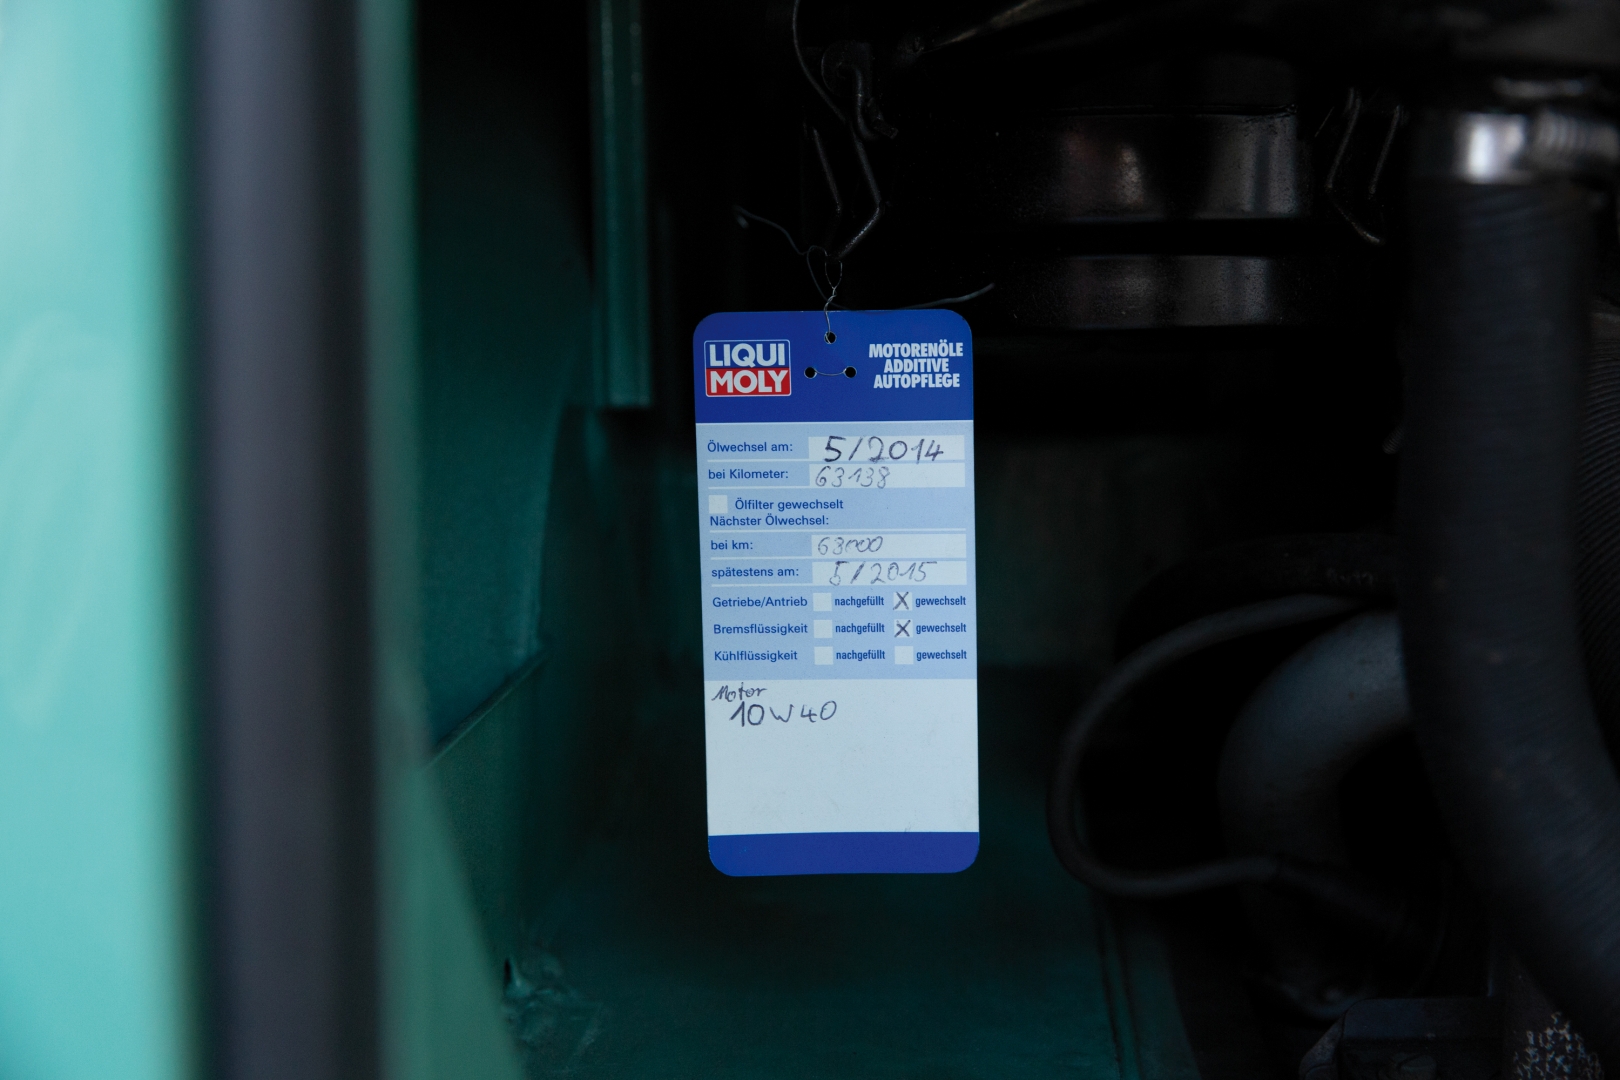 LIQUI
MOLY
MOTORENÖLE
ADDITIVE
AUTOPFLEGE
Ölwechsel am: 5/2014
bei Kilometer: 63138
Ölfilter gewechselt
Nächster Ölwechsel:
bei km: 68000
spätestens am: 5/2015
Getriebe/Antrieb nachgefüllt X gewechselt
Bremsflüssigkeit nachgefüllt X gewechselt
Kühlflüssigkeit nachgefüllt gewechselt
Motor
10W40